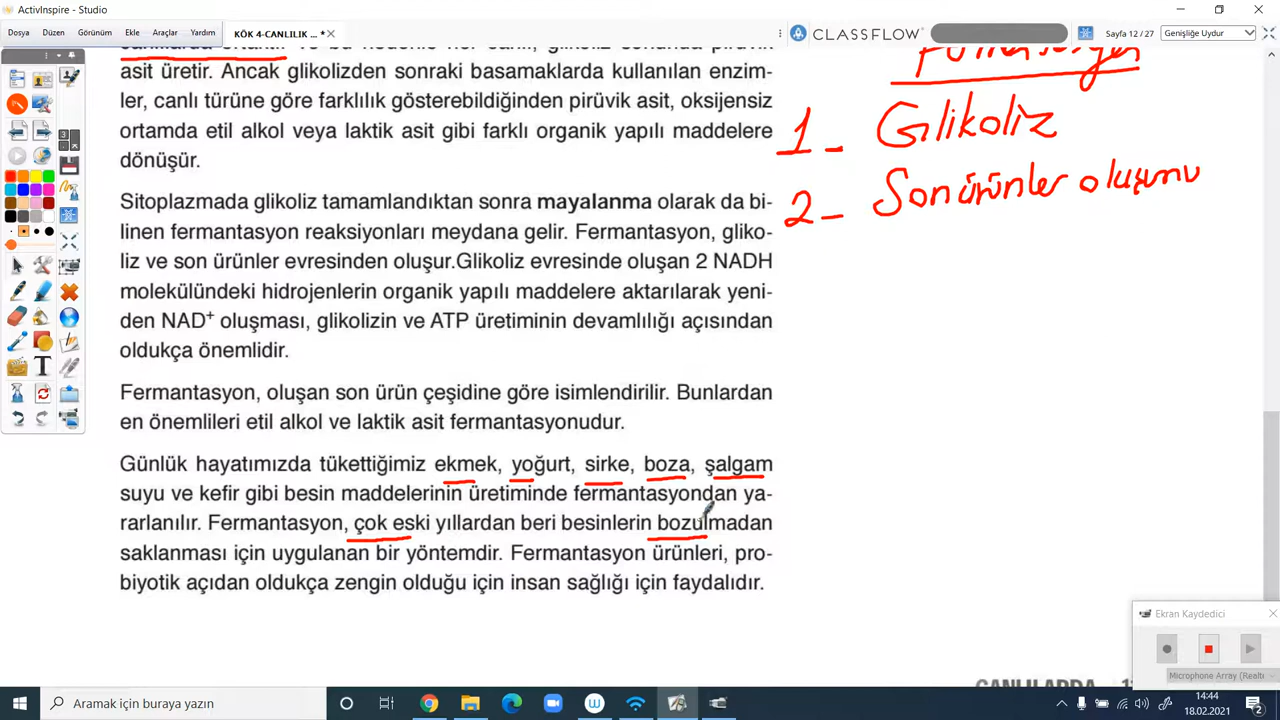 ActivInspire - Studio
Dosya Düzen Görünüm Ekle Araçlar Yardım
KÖK 4-CANLILIK ... *
CLASSFLOW
Sayfa 12 / 27
Genişliğe Uydur
asit üretir. Ancak glikolizden sonraki basamaklarda kullanılan enzim-
ler, canlı türüne göre farklılık gösterebildiğinden pirüvik asit, oksijensiz
ortamda etil alkol veya laktik asit gibi farklı organik yapılı maddelere
dönüşür.
Sitoplazmada glikoliz tamamlandıktan sonra mayalanma olarak da bi-
linen fermantasyon reaksiyonları meydana gelir. Fermantasyon, gliko-
liz ve son ürünler evresinden oluşur.Glikoliz evresinde oluşan 2 NADH
molekülündeki hidrojenlerin organik yapılı maddelere aktarılarak yeni-
den NAD+ oluşması, glikolizin ve ATP üretiminin devamlılığı açısından
oldukça önemlidir.
Fermantasyon, oluşan son ürün çeşidine göre isimlendirilir. Bunlardan
en önemlileri etil alkol ve laktik asit fermantasyonudur.
Günlük hayatımızda tükettiğimiz ekmek, yoğurt, sirke, boza, şalgam
suyu ve kefir gibi besin maddelerinin üretiminde fermantasyondan ya-
rarlanılır. Fermantasyon, çok eski yıllardan beri besinlerin bozulmadan
saklanması için uygulanan bir yöntemdir. Fermantasyon ürünleri, pro-
biyotik açıdan oldukça zengin olduğu için insan sağlığı için faydalıdır.
1- Glikoliz
2- Son ürünler oluşumu
3
Ekran Kaydedici
Microphone Array (Realt
CANLILARDA
Aramak için buraya yazın
14:44
18.02.2021
2